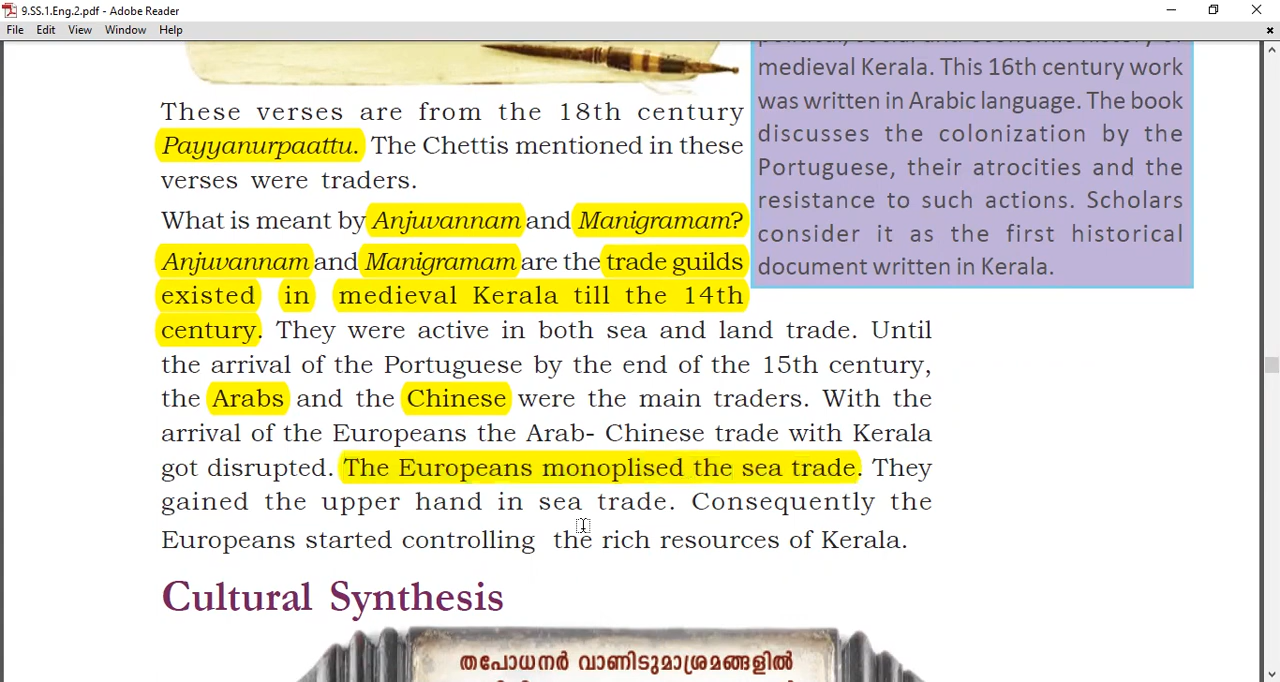 9.SS.1.Eng.2.pdf - Adobe Reader
File Edit View Window Help
medieval Kerala. This 16th century work
was written in Arabic language. The book
discusses the colonization by the
Portuguese, their atrocities and the
resistance to such actions. Scholars
consider it as the first historical
document written in Kerala.
These verses are from the 18th century
Payyanurpaattu. The Chettis mentioned in these
verses were traders.
What is meant by Anjuvannam and Manigramam?
Anjuvannam and Manigramam are the trade guilds
existed in medieval Kerala till the 14th
century. They were active in both sea and land trade. Until
the arrival of the Portuguese by the end of the 15th century,
the Arabs and the Chinese were the main traders. With the
arrival of the Europeans the Arab- Chinese trade with Kerala
got disrupted. The Europeans monoplised the sea trade. They
gained the upper hand in sea trade. Consequently the
Europeans started controlling the rich resources of Kerala.
Cultural Synthesis
തപോധനർ വാണിടുമാശ്രമങ്ങളിൽ